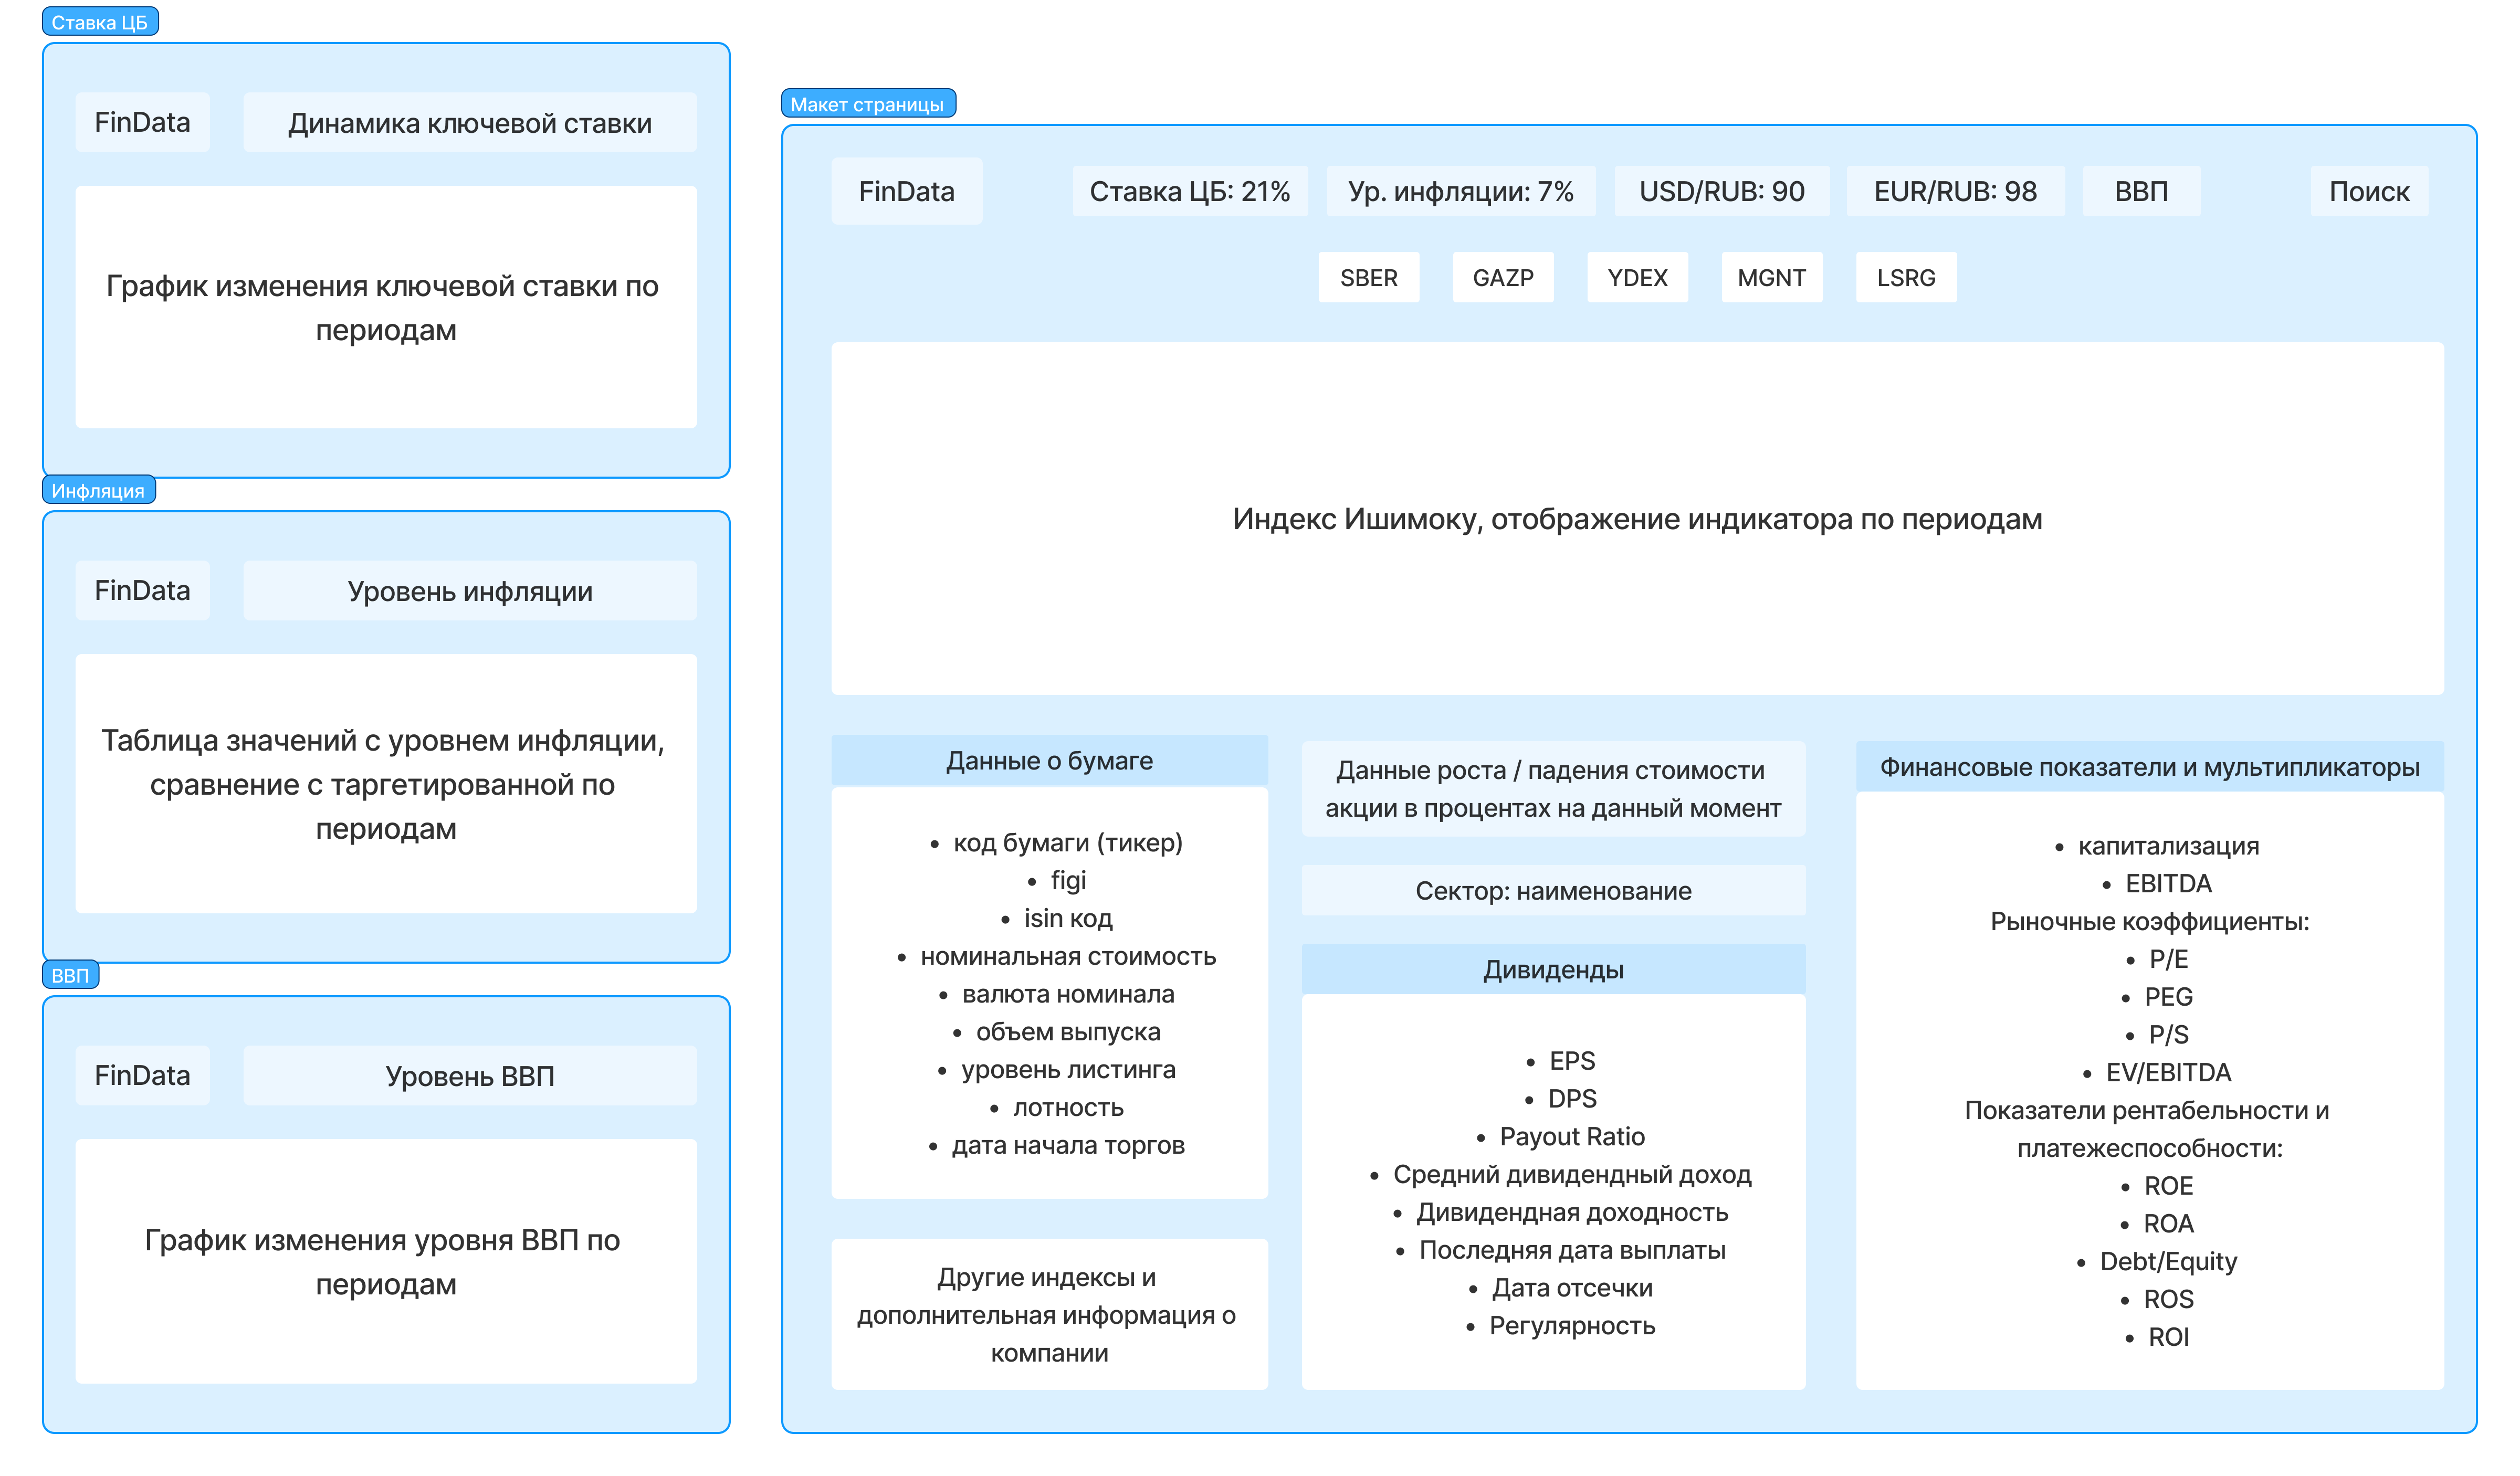 Ставка ЦБ
FinData
Динамика ключевой ставки
График изменения ключевой ставки по
периодам
Инфляция
FinData
Уровень инфляции
Таблица значений с уровнем инфляции,
сравнение с таргетированной по
периодам
ВВП
FinData
Уровень ВВП
График изменения уровня ВВП по
периодам
Макет страницы
FinData
Ставка ЦБ: 21%
Ур. инфляции: 7%
USD/RUB: 90
EUR/RUB: 98
ВВП
Поиск
SBER
GAZP
YDEX
MGNT
LSRG
Индекс Ишимоку, отображение индикатора по периодам
Данные о бумаге
• код бумаги (тикер)
• figi
• isin код
• номинальная стоимость
• валюта номинала
• объем выпуска
• уровень листинга
• лотность
• дата начала торгов
Другие индексы и
дополнительная информация о
компании
Данные роста / падения стоимости
акции в процентах на данный момент
Сектор: наименование
Дивиденды
• EPS
• DPS
• Payout Ratio
• Средний дивидендный доход
• Дивидендная доходность
• Последняя дата выплаты
• Дата отсечки
• Регулярность
Финансовые показатели и мультипликаторы
• капитализация
• EBITDA
Рыночные коэффициенты:
• P/E
• PEG
• P/S
• EV/EBITDA
Показатели рентабельности и
платежеспособности:
• ROE
• ROA
• Debt/Equity
• ROS
• ROI